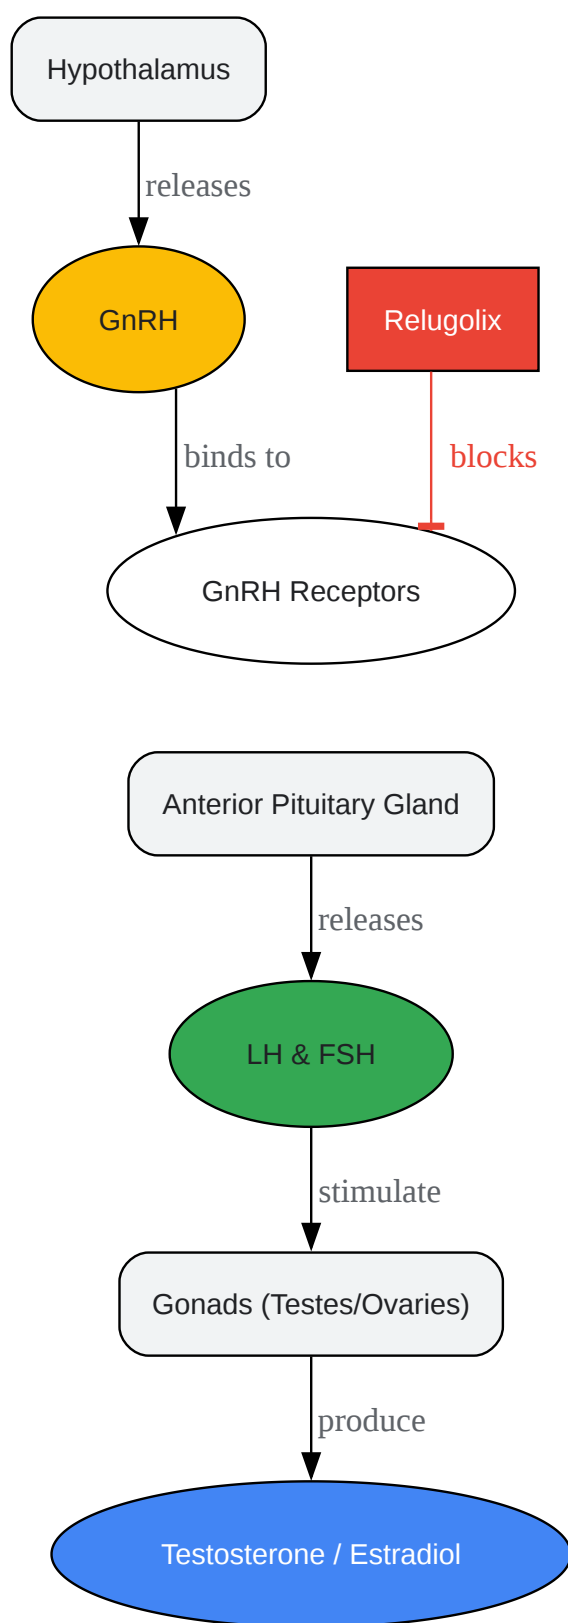 Hypothalamus
releases
GnRH
Relugolix
binds to
blocks
GnRH Receptors
Anterior Pituitary Gland
releases
LH & FSH
stimulate
Gonads (Testes/Ovaries)
produce
Testosterone / Estradiol